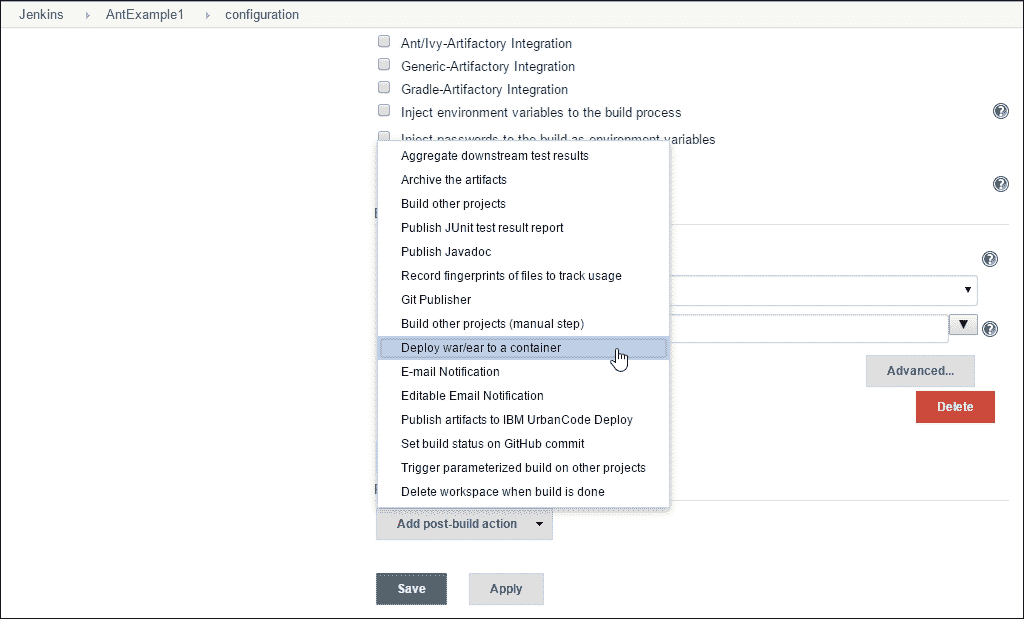 Jenkins AntExample1 configuration
Ant/Ivy-Artifactory Integration
Generic-Artifactory Integration
Gradle-Artifactory Integration
Inject environment variables to the build process
Inject passwords to the build as environment variables
Aggregate downstream test results
Archive the artifacts
Build other projects
Publish JUnit test result report
Publish Javadoc
Record fingerprints of files to track usage
Git Publisher
Build other projects (manual step)
Deploy war/ear to a container
E-mail Notification
Advanced...
Editable Email Notification
Delete
Publish artifacts to IBM UrbanCode Deploy
Set build status on GitHub commit
Trigger parameterized build on other projects
Delete workspace when build is done
Add post-build action
Save Apply